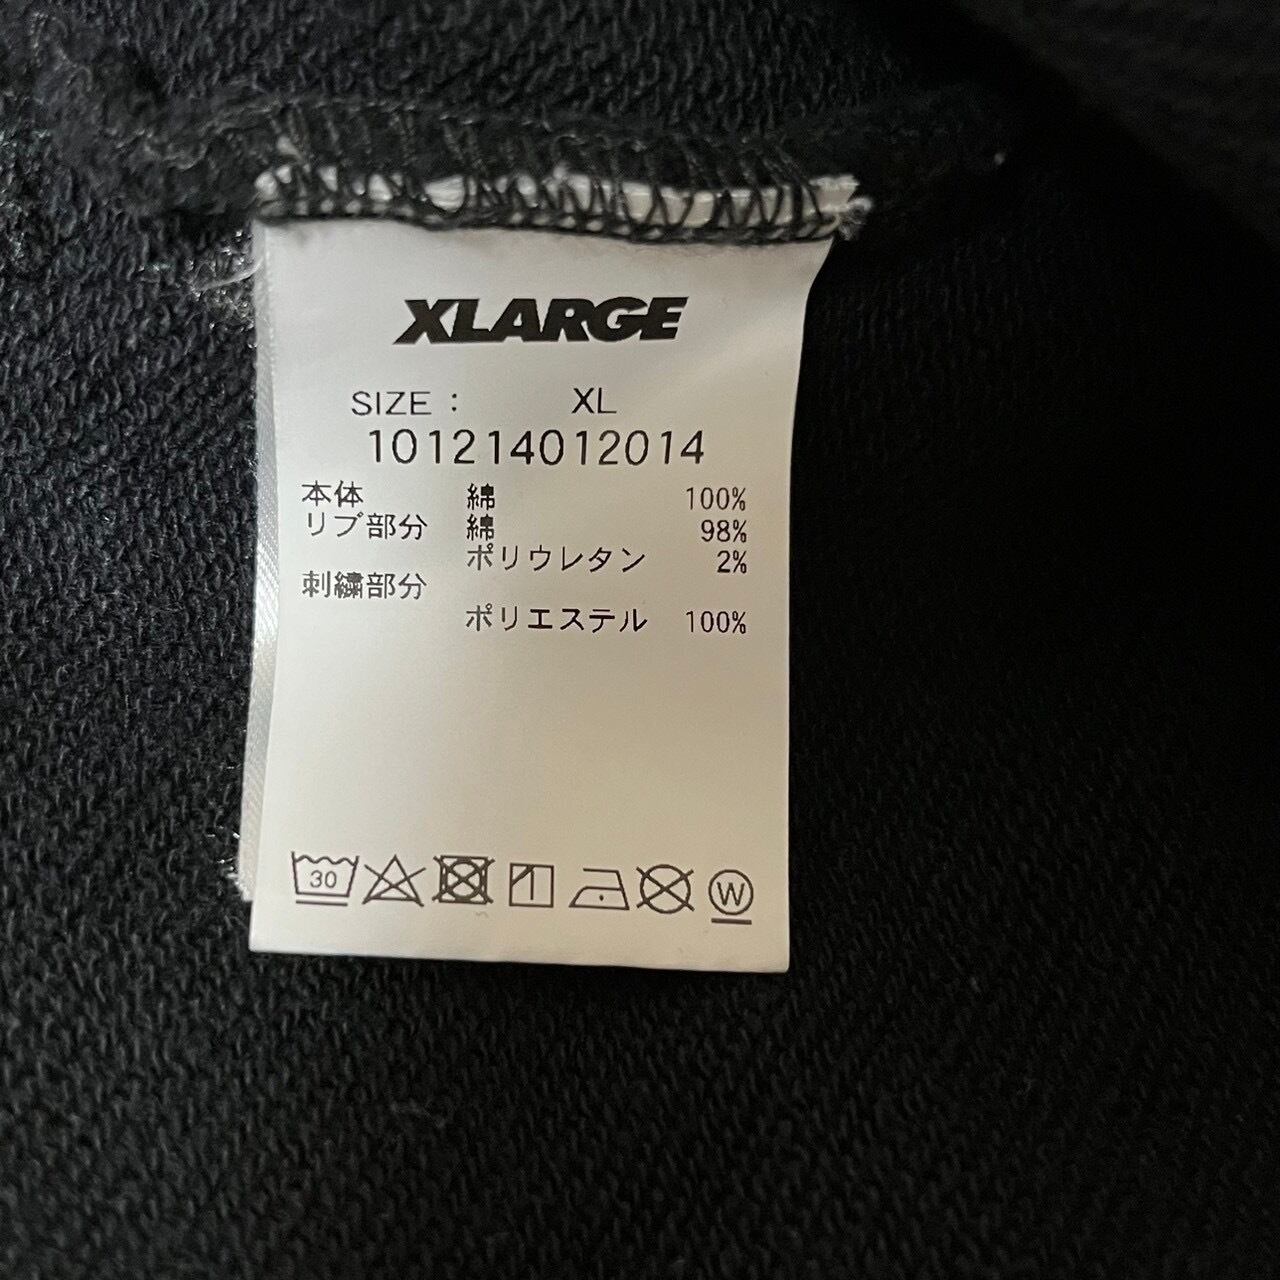 XLARGE
SIZE : XL
101214012014
本体 綿 100%
リブ部分 綿 98%
ポリウレタン 2%
刺繍部分
ポリエステル 100%
30 W